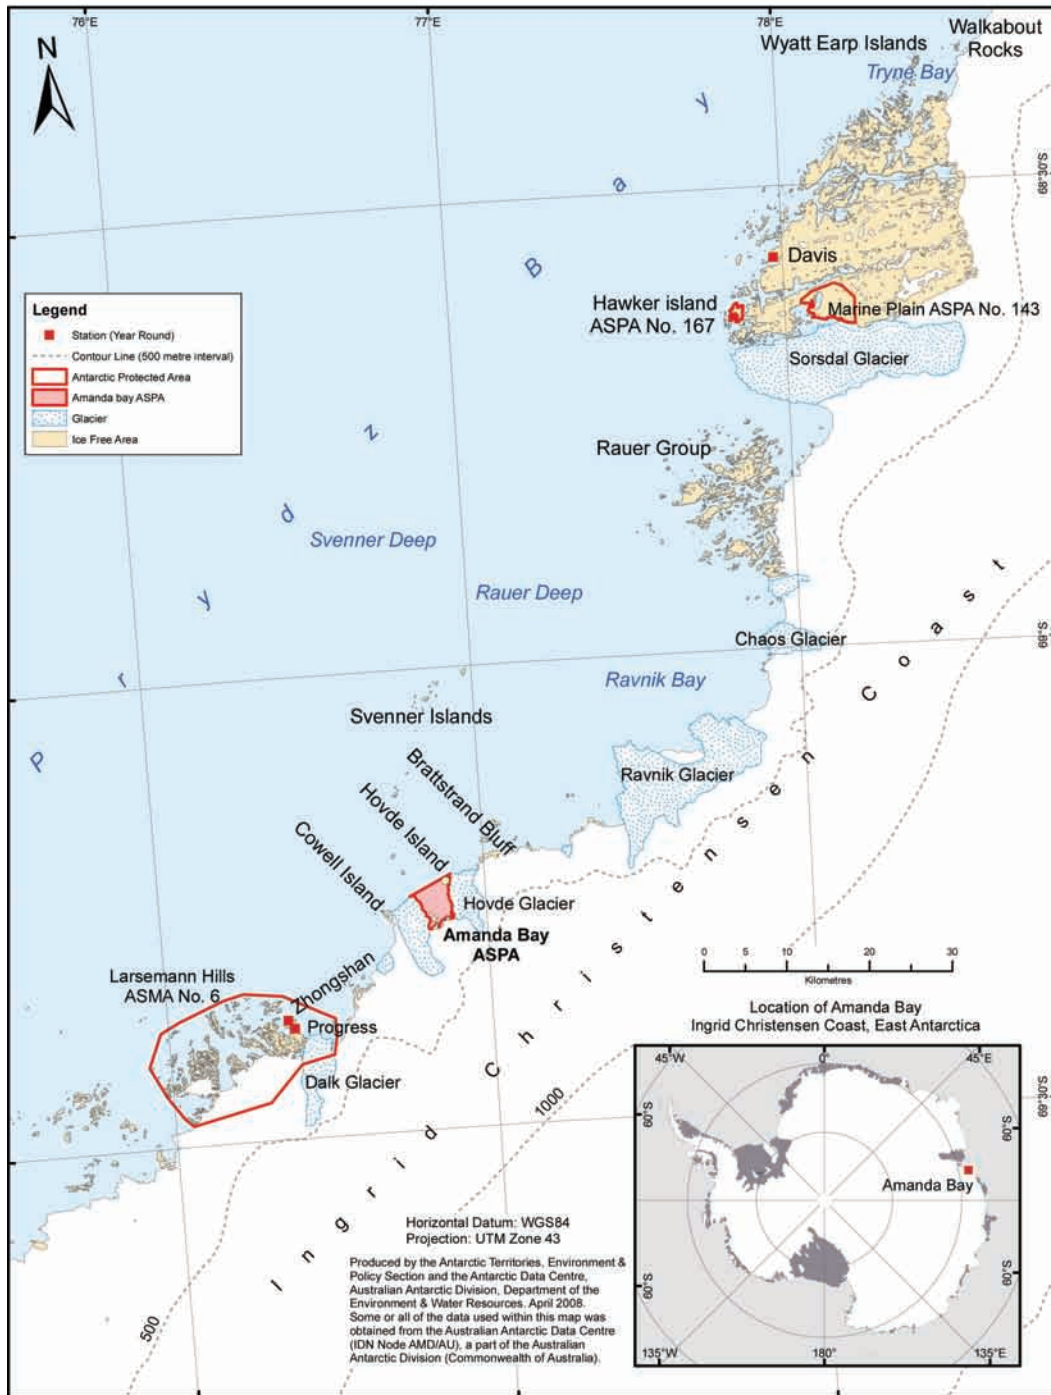 76°E
77°E
78°E
N
Wyatt Earp Islands
Walkabout
Rocks
Tryne Bay
68°30'S
Davis
Hawker island
ASPA No. 167
Marine Plain ASPA No. 143
Sorsdal Glacier
Legend
Station (Year Round)
Contour Line (500 metre interval)
Antarctic Protected Area
Amanda bay ASPA
Glacier
Ice Free Area
Rauer Group
Prydz Bay
Svenner Deep
Rauer Deep
Chaos Glacier
69°S
Ravnik Bay
Svenner Islands
Ravnik Glacier
Brattstrand Bluff
Hovde Island
Cowell Island
Hovde Glacier
Amanda Bay
ASPA
Ingrid Christensen Coast
Larsemann Hills
ASMA No. 6
Zhongshan
Progress
Dalk Glacier
0 5 10 20 30
Kilometres
Location of Amanda Bay
Ingrid Christensen Coast, East Antarctica
69°30'S
1000
500
45°W
0°
45°E
60°S
60°S
Amanda Bay
60°S
60°S
135°W
180°
135°E
Horizontal Datum: WGS84
Projection: UTM Zone 43
Produced by the Antarctic Territories, Environment &
Policy Section and the Antarctic Data Centre,
Australian Antarctic Division, Department of the
Environment & Water Resources. April 2008.
Some or all of the data used within this map was
obtained from the Australian Antarctic Data Centre
(IDN Node AMD/AU), a part of the Australian
Antarctic Division (Commonwealth of Australia).